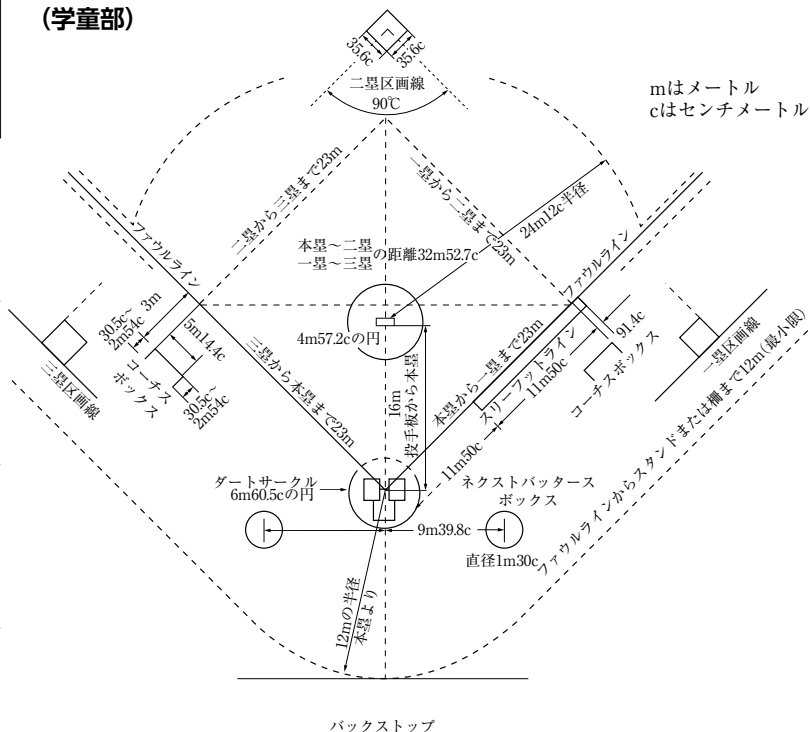 (学童部)
35.6c
35.6c
二塁区画線
90℃
mはメートル
cはセンチメートル
二塁から三塁まで23m
一塁から二塁まで23m
24m12c半径
ファウルライン
ファウルライン
本塁~二塁
一塁~三塁
の距離32m52.7c
4m57.2cの円
30.5c~
2m54c
3m
5m14.4c
コーチス
ボックス
30.5c~
2m54c
三塁区画線
三塁から本塁まで23m
16m
投手板から本塁
本塁から一塁まで23m
スリーフットライン
11m50c
11m50c
91.4c
コーチスボックス
一塁区画線
ファウルラインからスタンドまたは柵まで12m(最小限)
ダートサークル
6m60.5cの円
ネクストバッタース
ボックス
9m39.8c
直径1m30c
12mの半径
本塁より
バックストップ